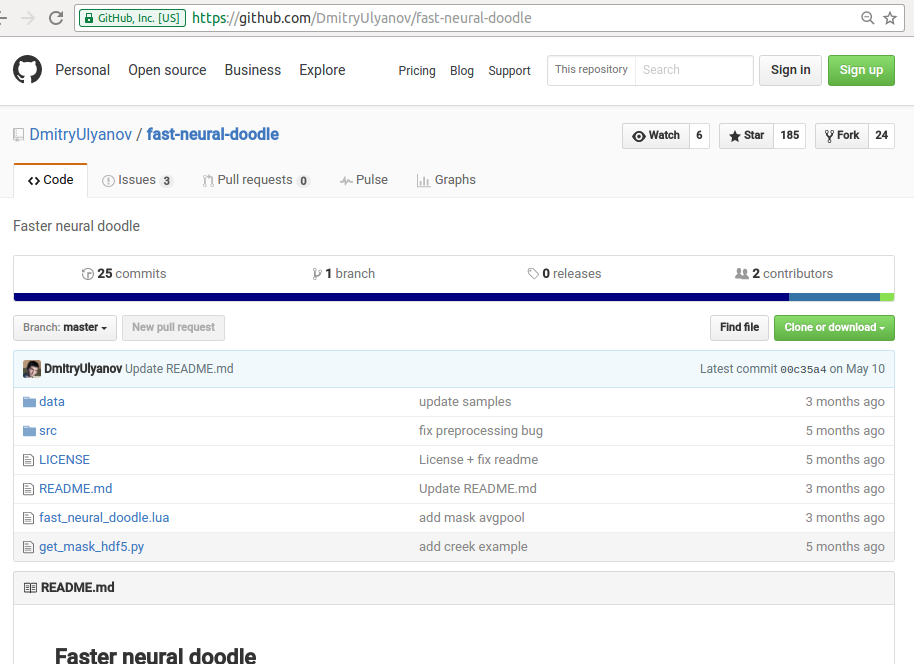 GitHub, Inc. [US] https://github.com/DmitryUlyanov/fast-neural-doodle
Personal Open source Business Explore Pricing Blog Support This repository Search Sign in Sign up
DmitryUlyanov / fast-neural-doodle Watch 6 Star 185 Fork 24
Code Issues 3 Pull requests 0 Pulse Graphs
Faster neural doodle
25 commits 1 branch 0 releases 2 contributors
Branch: master New pull request Find file Clone or download
DmitryUlyanov Update README.md Latest commit 00c35a4 on May 10
data update samples 3 months ago
src fix preprocessing bug 5 months ago
LICENSE License + fix readme 5 months ago
README.md Update README.md 3 months ago
fast_neural_doodle.lua add mask avgpool 3 months ago
get_mask_hdf5.py add creek example 5 months ago
README.md
Faster neural doodle